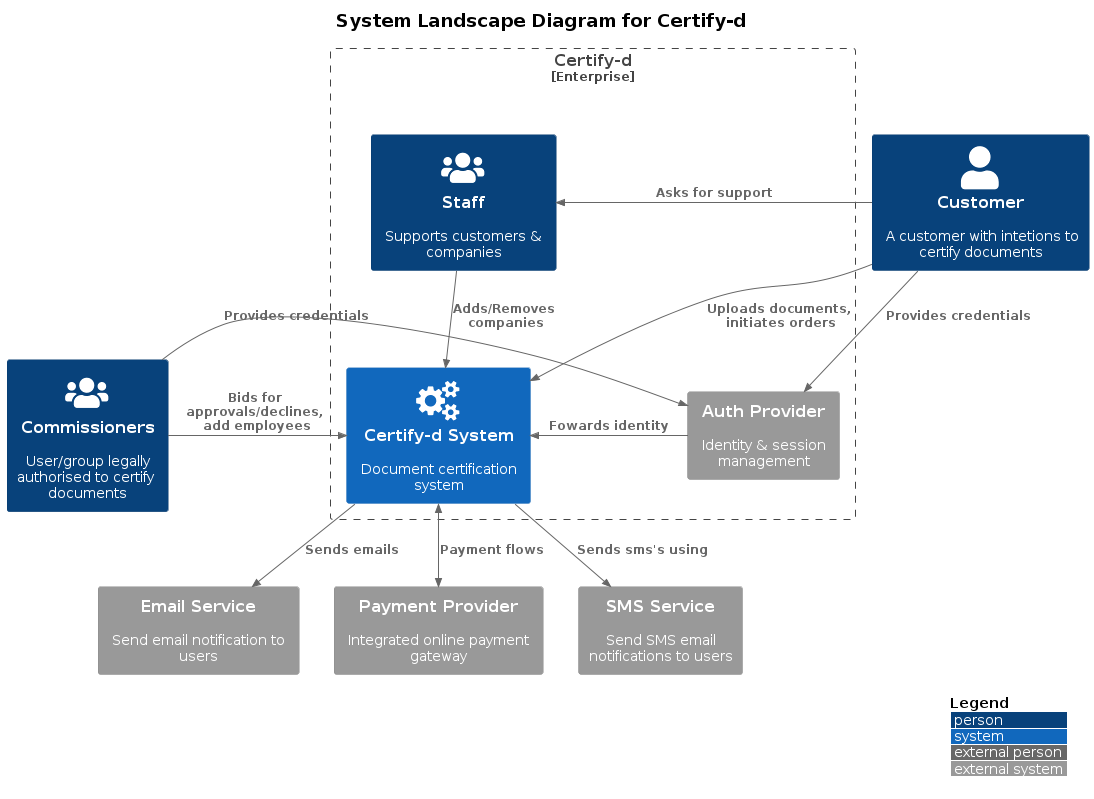 System Landscape Diagram for Certify-d
Certify-d
[Enterprise]
Staff
Supports customers &
companies
Asks for support
Customer
A customer with intetions to
certify documents
Provides credentials
Adds/Removes
companies
Uploads documents,
initiates orders
Provides credentials
Commissioners
User/group legally
authorised to certify
documents
Bids for
approvals/declines,
add employees
Certify-d System
Document certification
system
Fowards identity
Auth Provider
Identity & session
management
Sends emails
Payment flows
Sends sms's using
Email Service
Send email notification to
users
Payment Provider
Integrated online payment
gateway
SMS Service
Send SMS email
notifications to users
Legend
person
system
external person
external system